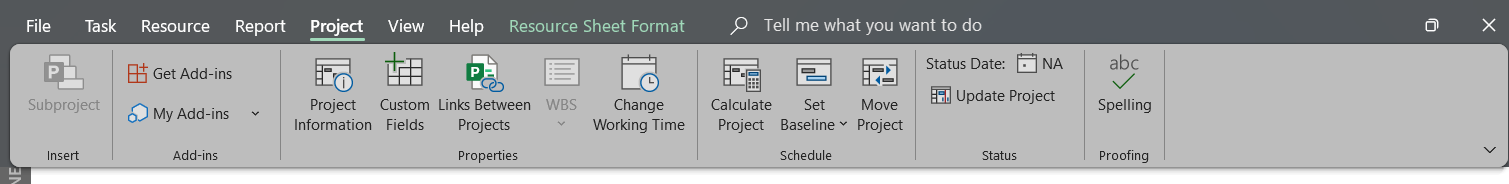 File Task Resource Report Project View Help Resource Sheet Format Tell me what you want to do
Subproject
Insert
Get Add-ins
My Add-ins
Add-ins
Project
Information
Custom
Fields
Links Between
Projects
WBS
Change
Working Time
Properties
Calculate
Project
Set
Baseline
Move
Project
Schedule
Status Date: NA
Update Project
Status
abc
Spelling
Proofing
NE